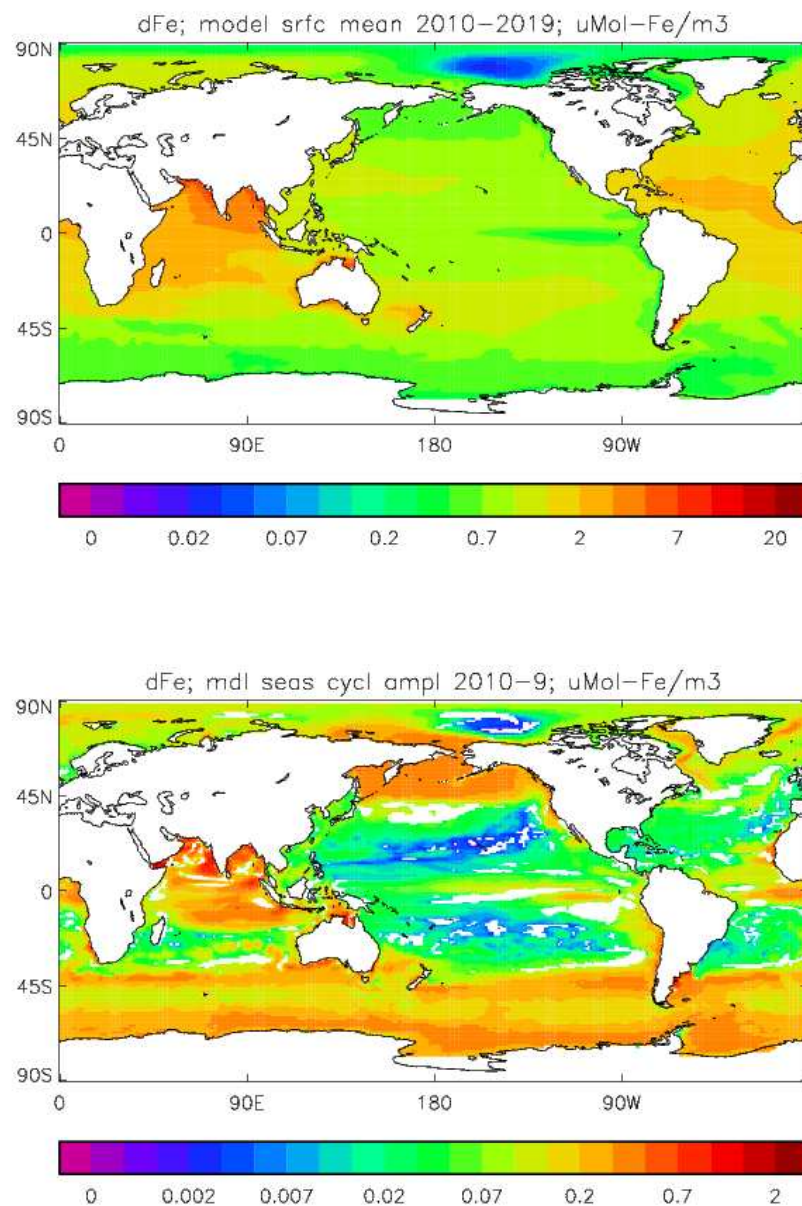 dFe; model srfc mean 2010-2019; uMol-Fe/m3
90N
45N
0
45S
90S
0 90E 180 90W
0 0.02 0.07 0.2 0.7 2 7 20
dFe; mdl seas cycl ampl 2010-9; uMol-Fe/m3
90N
45N
0
45S
90S
0 90E 180 90W
0 0.002 0.007 0.02 0.07 0.2 0.7 2